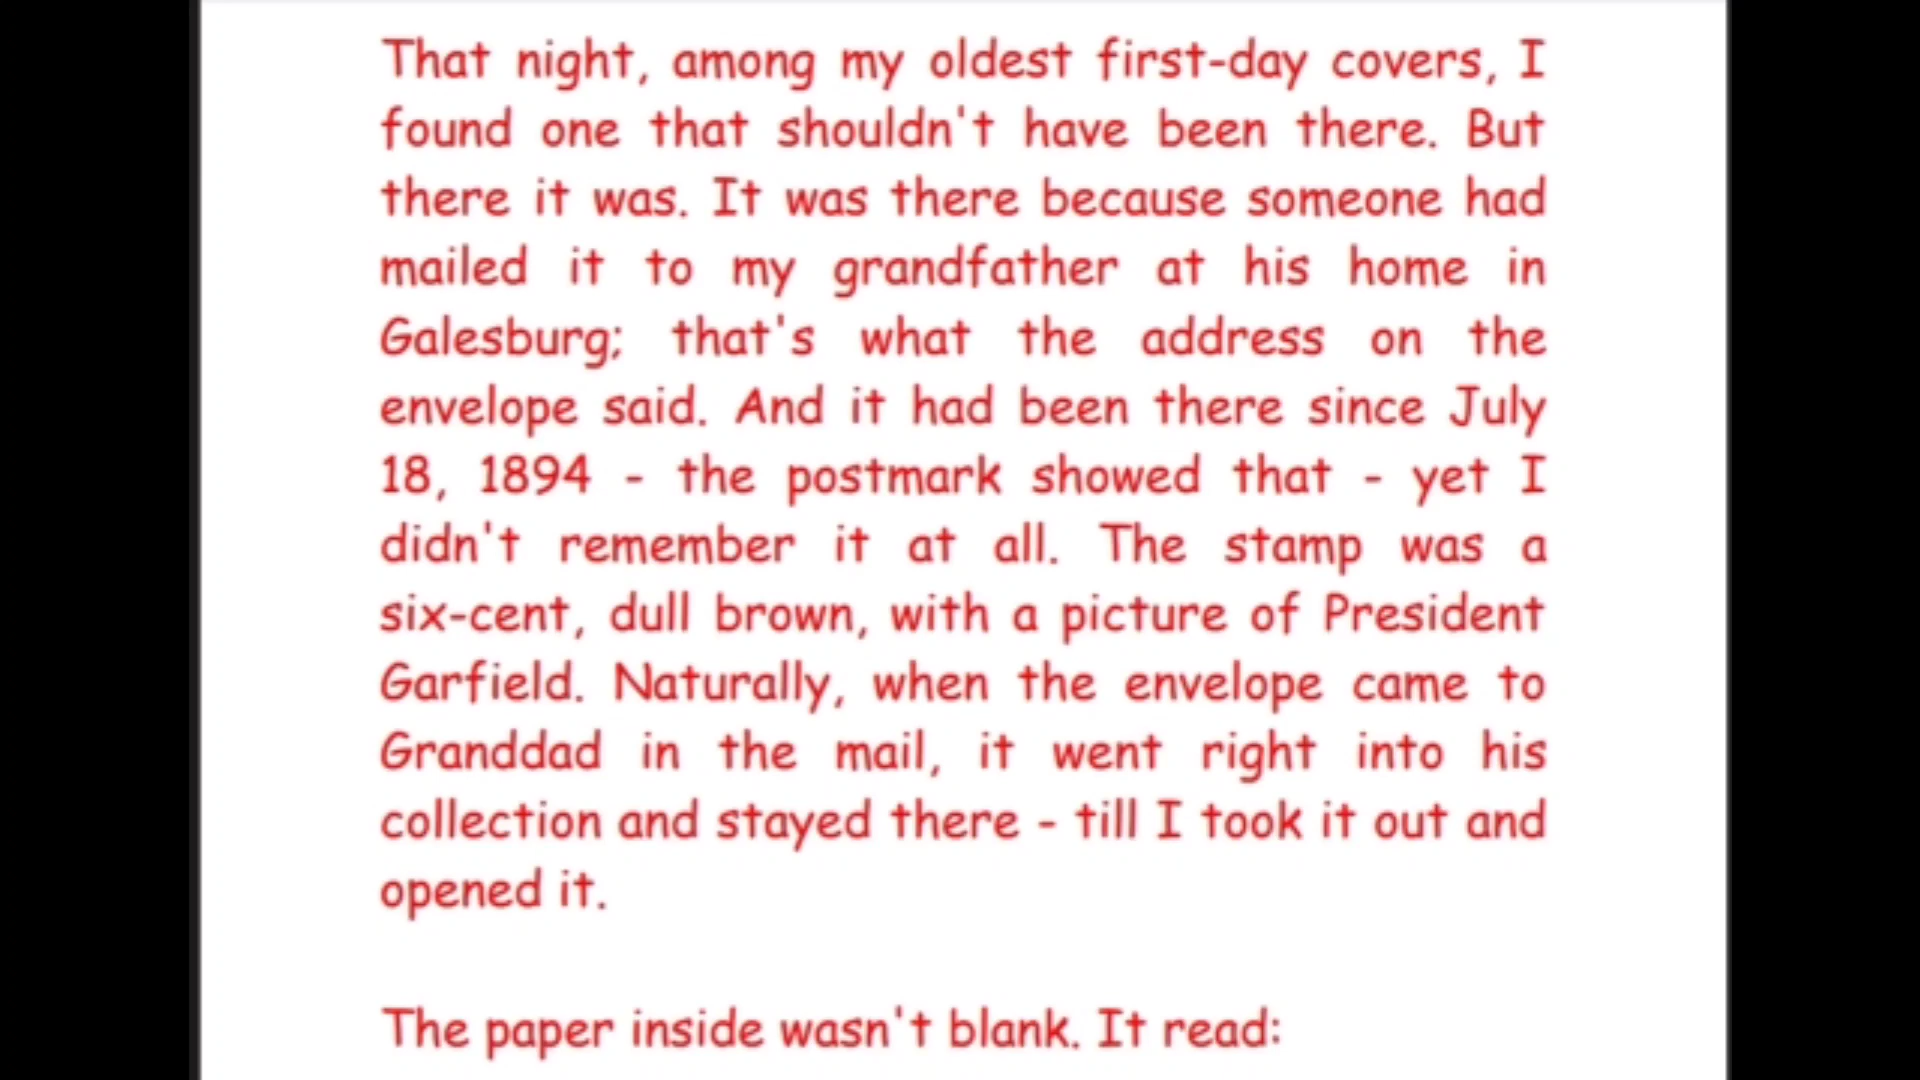 That night, among my oldest first-day covers, I
found one that shouldn't have been there. But
there it was. It was there because someone had
mailed it to my grandfather at his home in
Galesburg; that's what the address on the
envelope said. And it had been there since July
18, 1894 - the postmark showed that - yet I
didn't remember it at all. The stamp was a
six-cent, dull brown, with a picture of President
Garfield. Naturally, when the envelope came to
Granddad in the mail, it went right into his
collection and stayed there - till I took it out and
opened it.
The paper inside wasn't blank. It read: